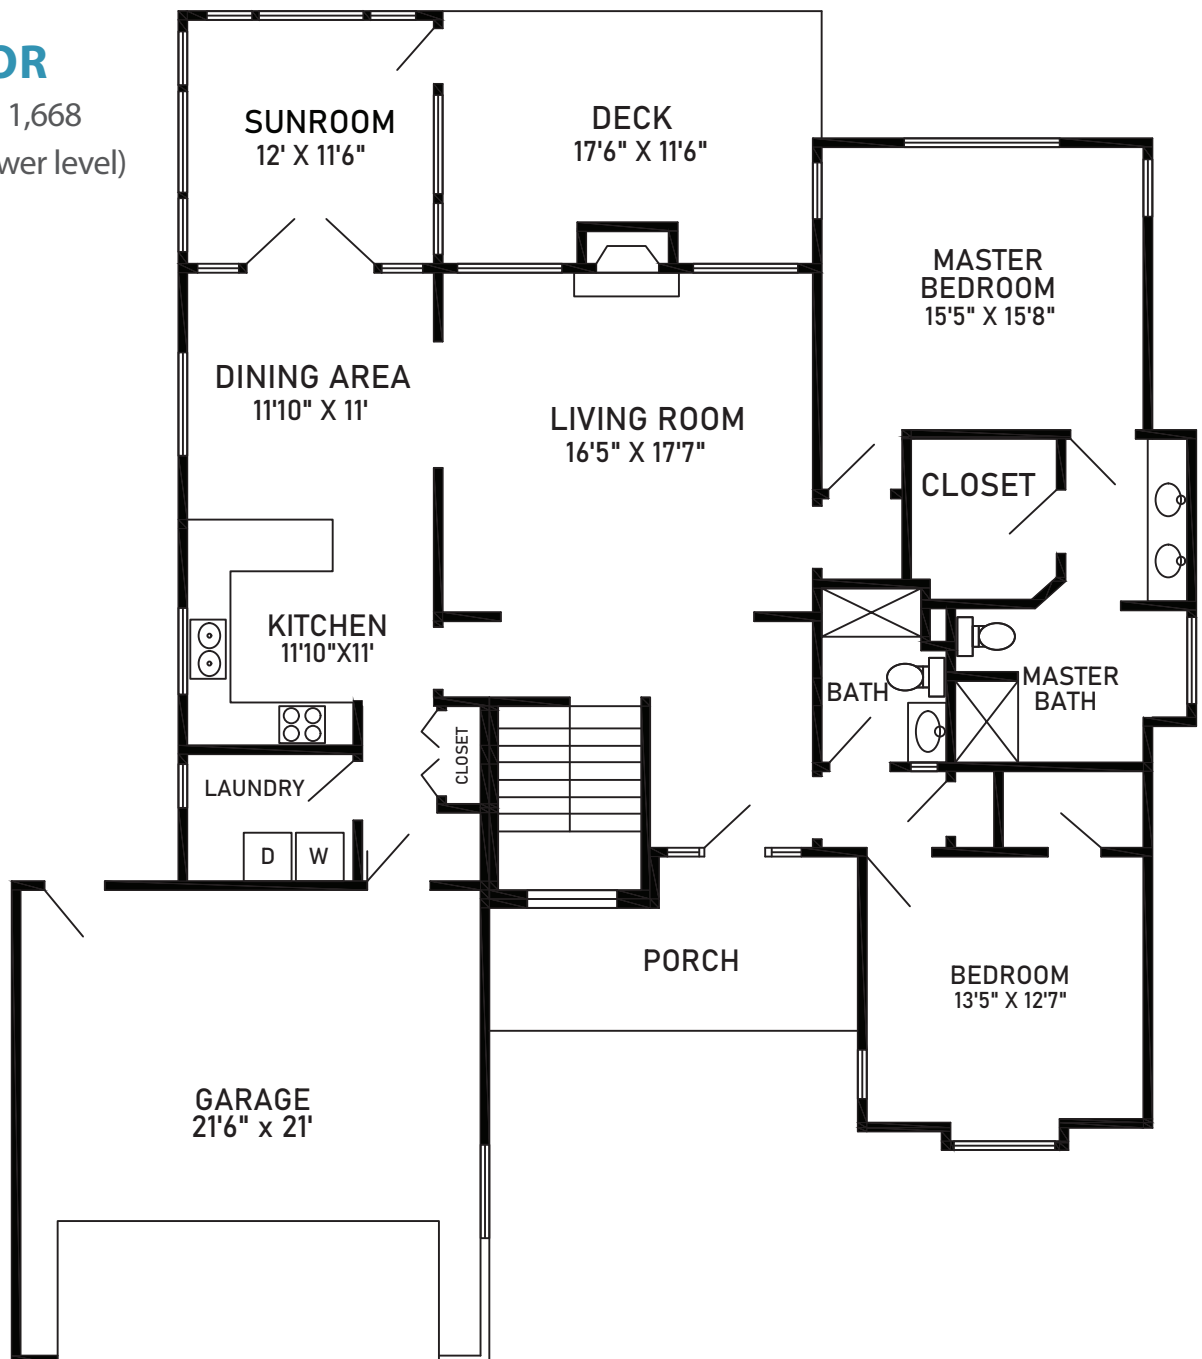 OR
1,668
wer level)
SUNROOM
12' X 11'6"
DECK
17'6" X 11'6"
MASTER
BEDROOM
15'5" X 15'8"
DINING AREA
11'10" X 11'
LIVING ROOM
16'5" X 17'7"
CLOSET
KITCHEN
11'10"X11'
BATH
MASTER
BATH
CLOSET
LAUNDRY
D
W
PORCH
BEDROOM
13'5" X 12'7"
GARAGE
21'6" x 21'